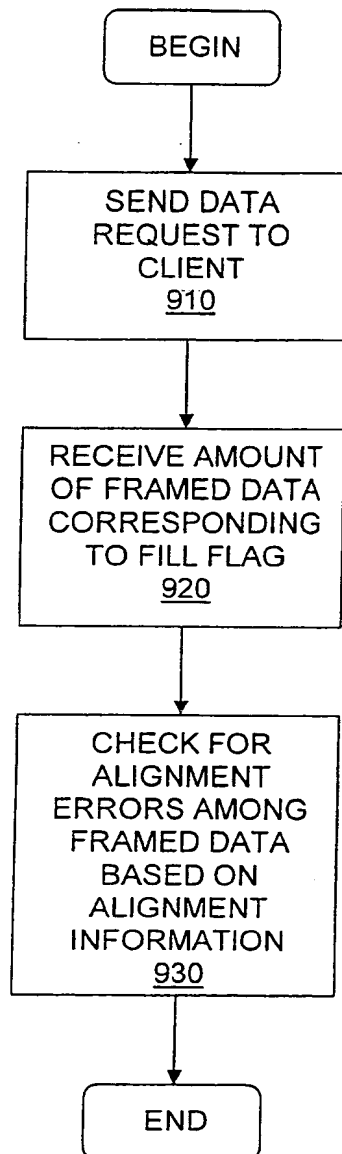 BEGIN
SEND DATA
REQUEST TO
CLIENT
910
RECEIVE AMOUNT
OF FRAMED DATA
CORRESPONDING
TO FILL FLAG
920
CHECK FOR
ALIGNMENT
ERRORS AMONG
FRAMED DATA
BASED ON
ALIGNMENT
INFORMATION
930
END